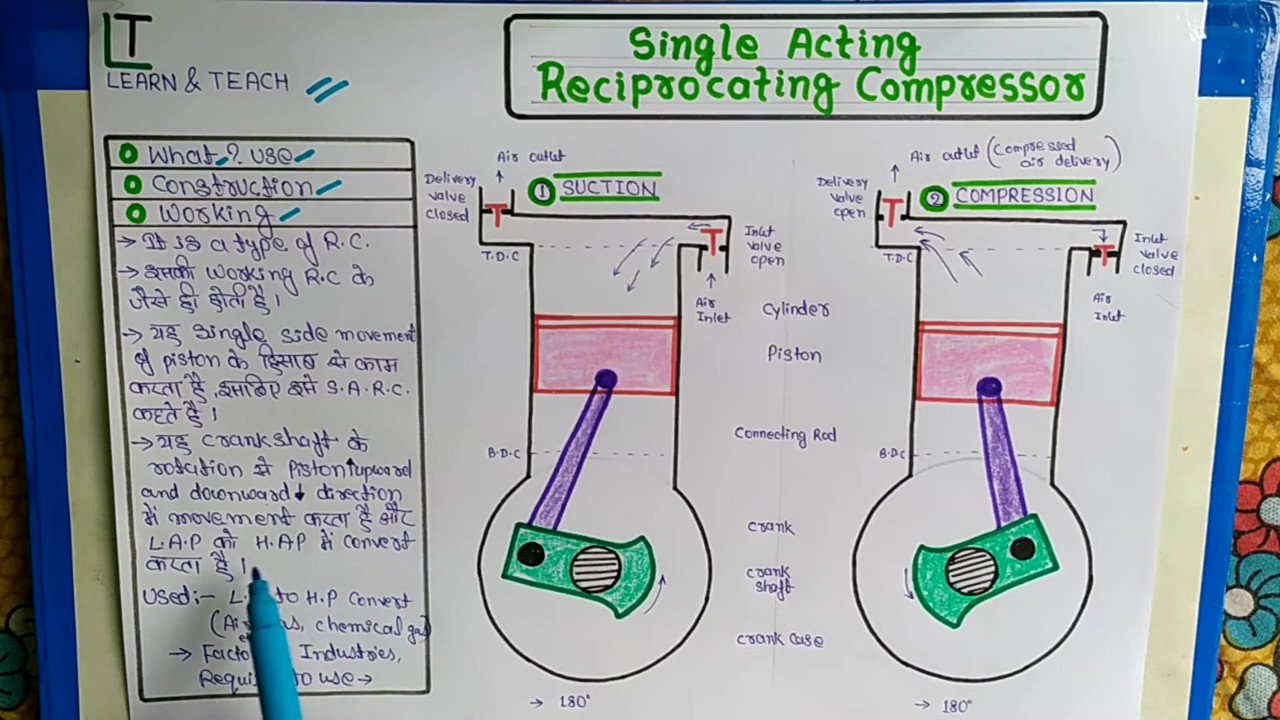 LT
LEARN & TEACH
Single Acting
Reciprocating Compressor
What? use
Construction
Working
→ It is a type of R.C.
→ इसकी working R.C के
जैसे ही होती है।
→ यह single side movement
of piston के हिसाब से काम
करता है, इसलिए इसे S.A.R.C.
कहते हैं।
→ यह crankshaft के
rotation से Piston↑upward
and downward↓ direction
में movement करता है और
L.A.P को H.A.P में convert
करता है।
Used:- to H.P Convert
chemical gas
→ Industries,
to use →
Air outlet
Delivery
valve
closed
① SUCTION
T.D.C
Inlet
valve
open
Air
Inlet
B.D.C
→ 180°
Cylinder
Piston
Connecting Rod
crank
crank
shaft
crank case
Air outlet (Compressed
air delivery)
Delivery
valve
open
② COMPRESSION
T.D.C
Inlet
valve
closed
Air
Inlet
B.D.C
→ 180°